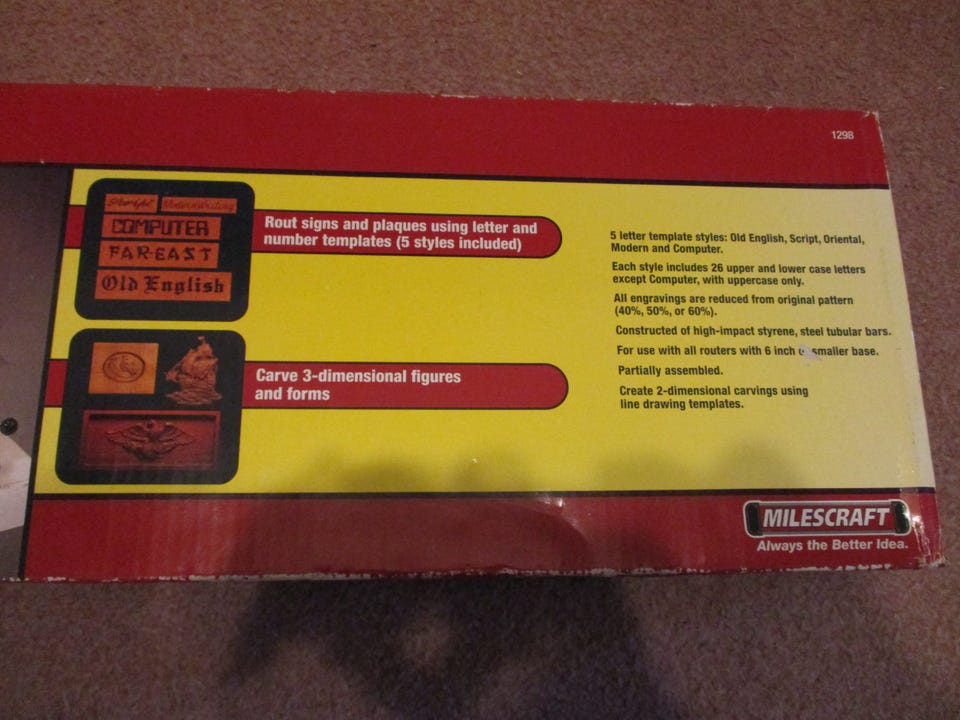 1298
Script
Modern Writing
COMPUTER
FAR-EAST
Old English
Rout signs and plaques using letter and
number templates (5 styles included)
Carve 3-dimensional figures
and forms
5 letter template styles: Old English, Script, Oriental,
Modern and Computer.
Each style includes 26 upper and lower case letters
except Computer, with uppercase only.
All engravings are reduced from original pattern
(40%, 50%, or 60%).
Constructed of high-impact styrene, steel tubular bars.
For use with all routers with 6 inch or smaller base.
Partially assembled.
Create 2-dimensional carvings using
line drawing templates.
MILESCRAFT
Always the Better Idea.